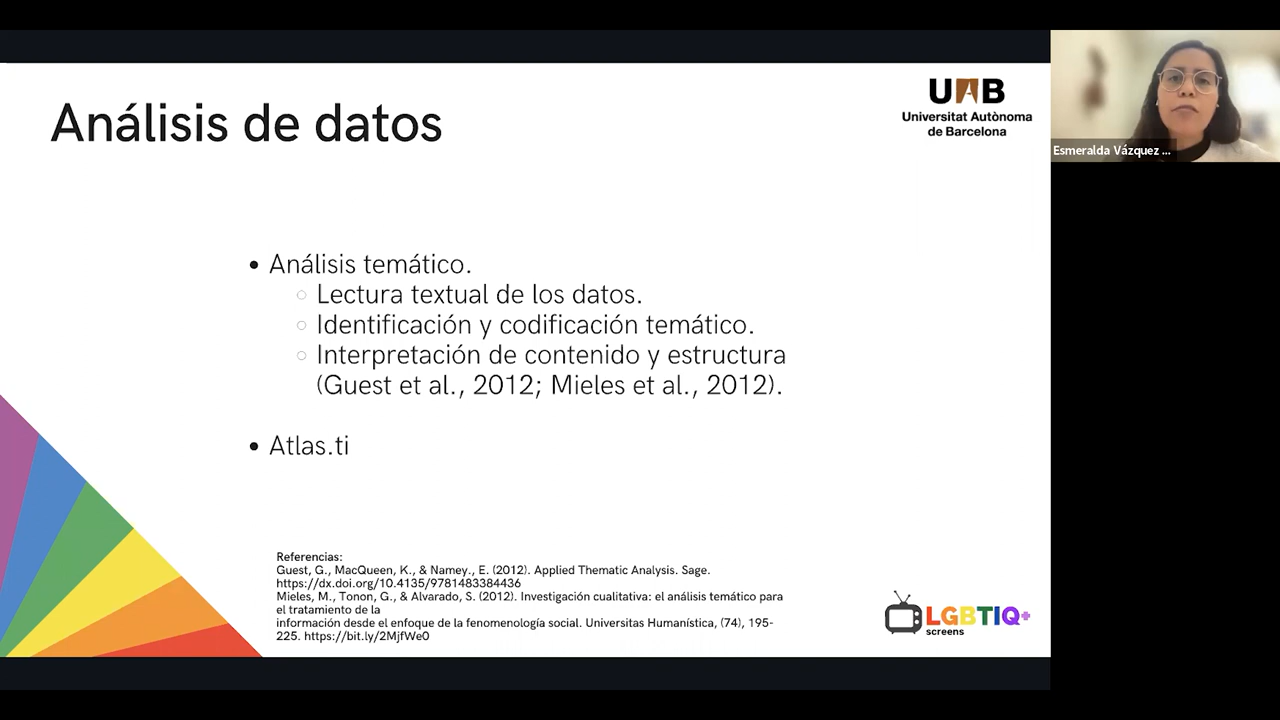 Análisis de datos
UAB
Universitat Autònoma
de Barcelona
Esmeralda Vázquez ...
• Análisis temático.
○ Lectura textual de los datos.
○ Identificación y codificación temático.
○ Interpretación de contenido y estructura
(Guest et al., 2012; Mieles et al., 2012).
• Atlas.ti
Referencias:
Guest, G., MacQueen, K., & Namey., E. (2012). Applied Thematic Analysis. Sage.
https://dx.doi.org/10.4135/9781483384436
Mieles, M., Tonon, G., & Alvarado, S. (2012). Investigación cualitativa: el análisis temático para
el tratamiento de la
información desde el enfoque de la fenomenología social. Universitas Humanística, (74), 195-
225. https://bit.ly/2MjfWe0
LGBTIQ+
screens